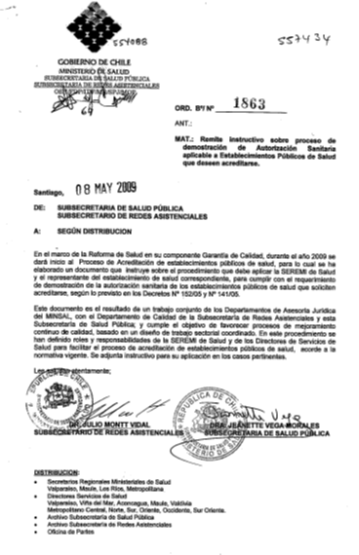 554088
557434
GOBIERNO DE CHILE
MINISTERIO DE SALUD
SUBSECRETARIA DE SALUD PÚBLICA
SUBSECRETARIA DE REDES ASISTENCIALES
ORD. BY Nº 1863
ANT.:
MAT.: Remite Instructivo sobre proceso de
demostración de Autorización Sanitaria
aplicable a Establecimientos Públicos de Salud
que deseen acreditarse.
Santiago, 08 MAY 2009
DE: SUBSECRETARIA DE SALUD PÚBLICA
SUBSECRETARIO DE REDES ASISTENCIALES
A: SEGÚN DISTRIBUCION
En el marco de la Reforma de Salud en su componente Garantía de Calidad, durante el año 2009 se
dará inicio al Proceso de Acreditación de establecimientos públicos de salud, para lo cual se ha
elaborado un documento que instruye sobre el procedimiento que debe aplicar la SEREMI de Salud
y el representante del establecimiento de salud correspondiente, para cumplir con el requerimiento
de demostración de la autorización sanitaria de los establecimientos públicos de salud que soliciten
acreditarse, según lo previsto en los Decretos Nº 152/05 y Nº 141/05.
Este documento es el resultado de un trabajo conjunto de los Departamentos de Asesoría Jurídica
del MINSAL, con el Departamento de Calidad de la Subsecretaría de Redes Asistenciales y esta
Subsecretaría de Salud Pública; y cumple el objetivo de favorecer procesos de mejoramiento
continuo de calidad, basado en un diseño de trabajo sectorial coordinado. En este procedimiento se
han definido roles y responsabilidades de la SEREMI de Salud y de los Directores de Servicios de
Salud para facilitar el proceso de acreditación de establecimientos públicos de salud, acorde a la
normativa vigente. Se adjunta instructivo para su aplicación en los casos pertinentes.
Les saluda atentamente;
DR. JULIO MONTT VIDAL
SUBSECRETARIO DE REDES ASISTENCIALES
DRA. JEANETTE VEGA MORALES
SUBSECRETARIA DE SALUD PÚBLICA
DISTRIBUCION:
Secretarios Regionales Ministeriales de Salud
Valparaíso, Maule, Los Ríos, Metropolitana
Directores Servicios de Salud
Valparaíso, Viña del Mar, Aconcagua, Maule, Valdivia
Metropolitano Central, Norte, Sur, Oriente, Occidente, Sur Oriente.
Archivo Subsecretaría de Salud Pública
Archivo Subsecretaría de Redes Asistenciales
Oficina de Partes